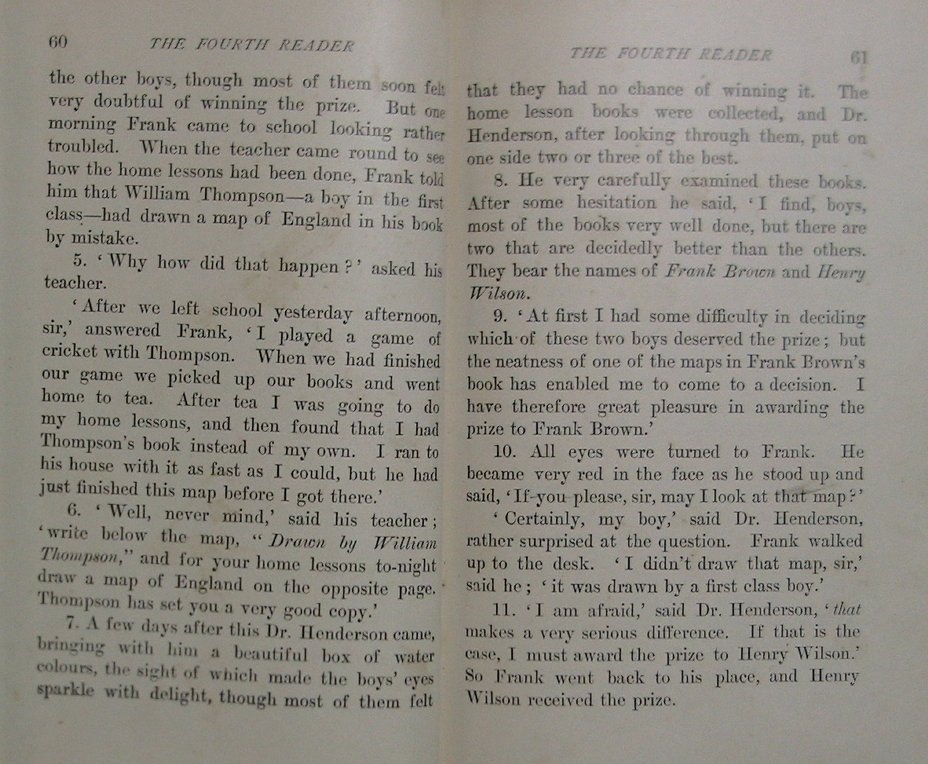 60 THE FOURTH READER
the other boys, though most of them soon felt
very doubtful of winning the prize. But one
morning Frank came to school looking rather
troubled. When the teacher came round to see
how the home lessons had been done, Frank told
him that William Thompson—a boy in the first
class—had drawn a map of England in his book
by mistake.
5. ‘Why how did that happen?’ asked his
teacher.
‘After we left school yesterday afternoon,
sir,’ answered Frank, ‘I played a game of
cricket with Thompson. When we had finished
our game we picked up our books and went
home to tea. After tea I was going to do
my home lessons, and then found that I had
Thompson’s book instead of my own. I ran to
his house with it as fast as I could, but he had
just finished this map before I got there.’
6. ‘Well, never mind,’ said his teacher;
‘write below the map, “Drawn by William
Thompson,” and for your home lessons to-night
draw a map of England on the opposite page.
Thompson has set you a very good copy.’
7. A few days after this Dr. Henderson came,
bringing with him a beautiful box of water
colours, the sight of which made the boys’ eyes
sparkle with delight, though most of them felt
THE FOURTH READER 61
that they had no chance of winning it. The
home lesson books were collected, and Dr.
Henderson, after looking through them, put on
one side two or three of the best.
8. He very carefully examined these books.
After some hesitation he said, ‘I find, boys,
most of the books very well done, but there are
two that are decidedly better than the others.
They bear the names of Frank Brown and Henry
Wilson.
9. ‘At first I had some difficulty in deciding
which of these two boys deserved the prize; but
the neatness of one of the maps in Frank Brown’s
book has enabled me to come to a decision. I
have therefore great pleasure in awarding the
prize to Frank Brown.’
10. All eyes were turned to Frank. He
became very red in the face as he stood up and
said, ‘If you please, sir, may I look at that map?’
‘Certainly, my boy,’ said Dr. Henderson,
rather surprised at the question. Frank walked
up to the desk. ‘I didn’t draw that map, sir,’
said he; ‘it was drawn by a first class boy.’
11. ‘I am afraid,’ said Dr. Henderson, ‘that
makes a very serious difference. If that is the
case, I must award the prize to Henry Wilson.’
So Frank went back to his place, and Henry
Wilson received the prize.